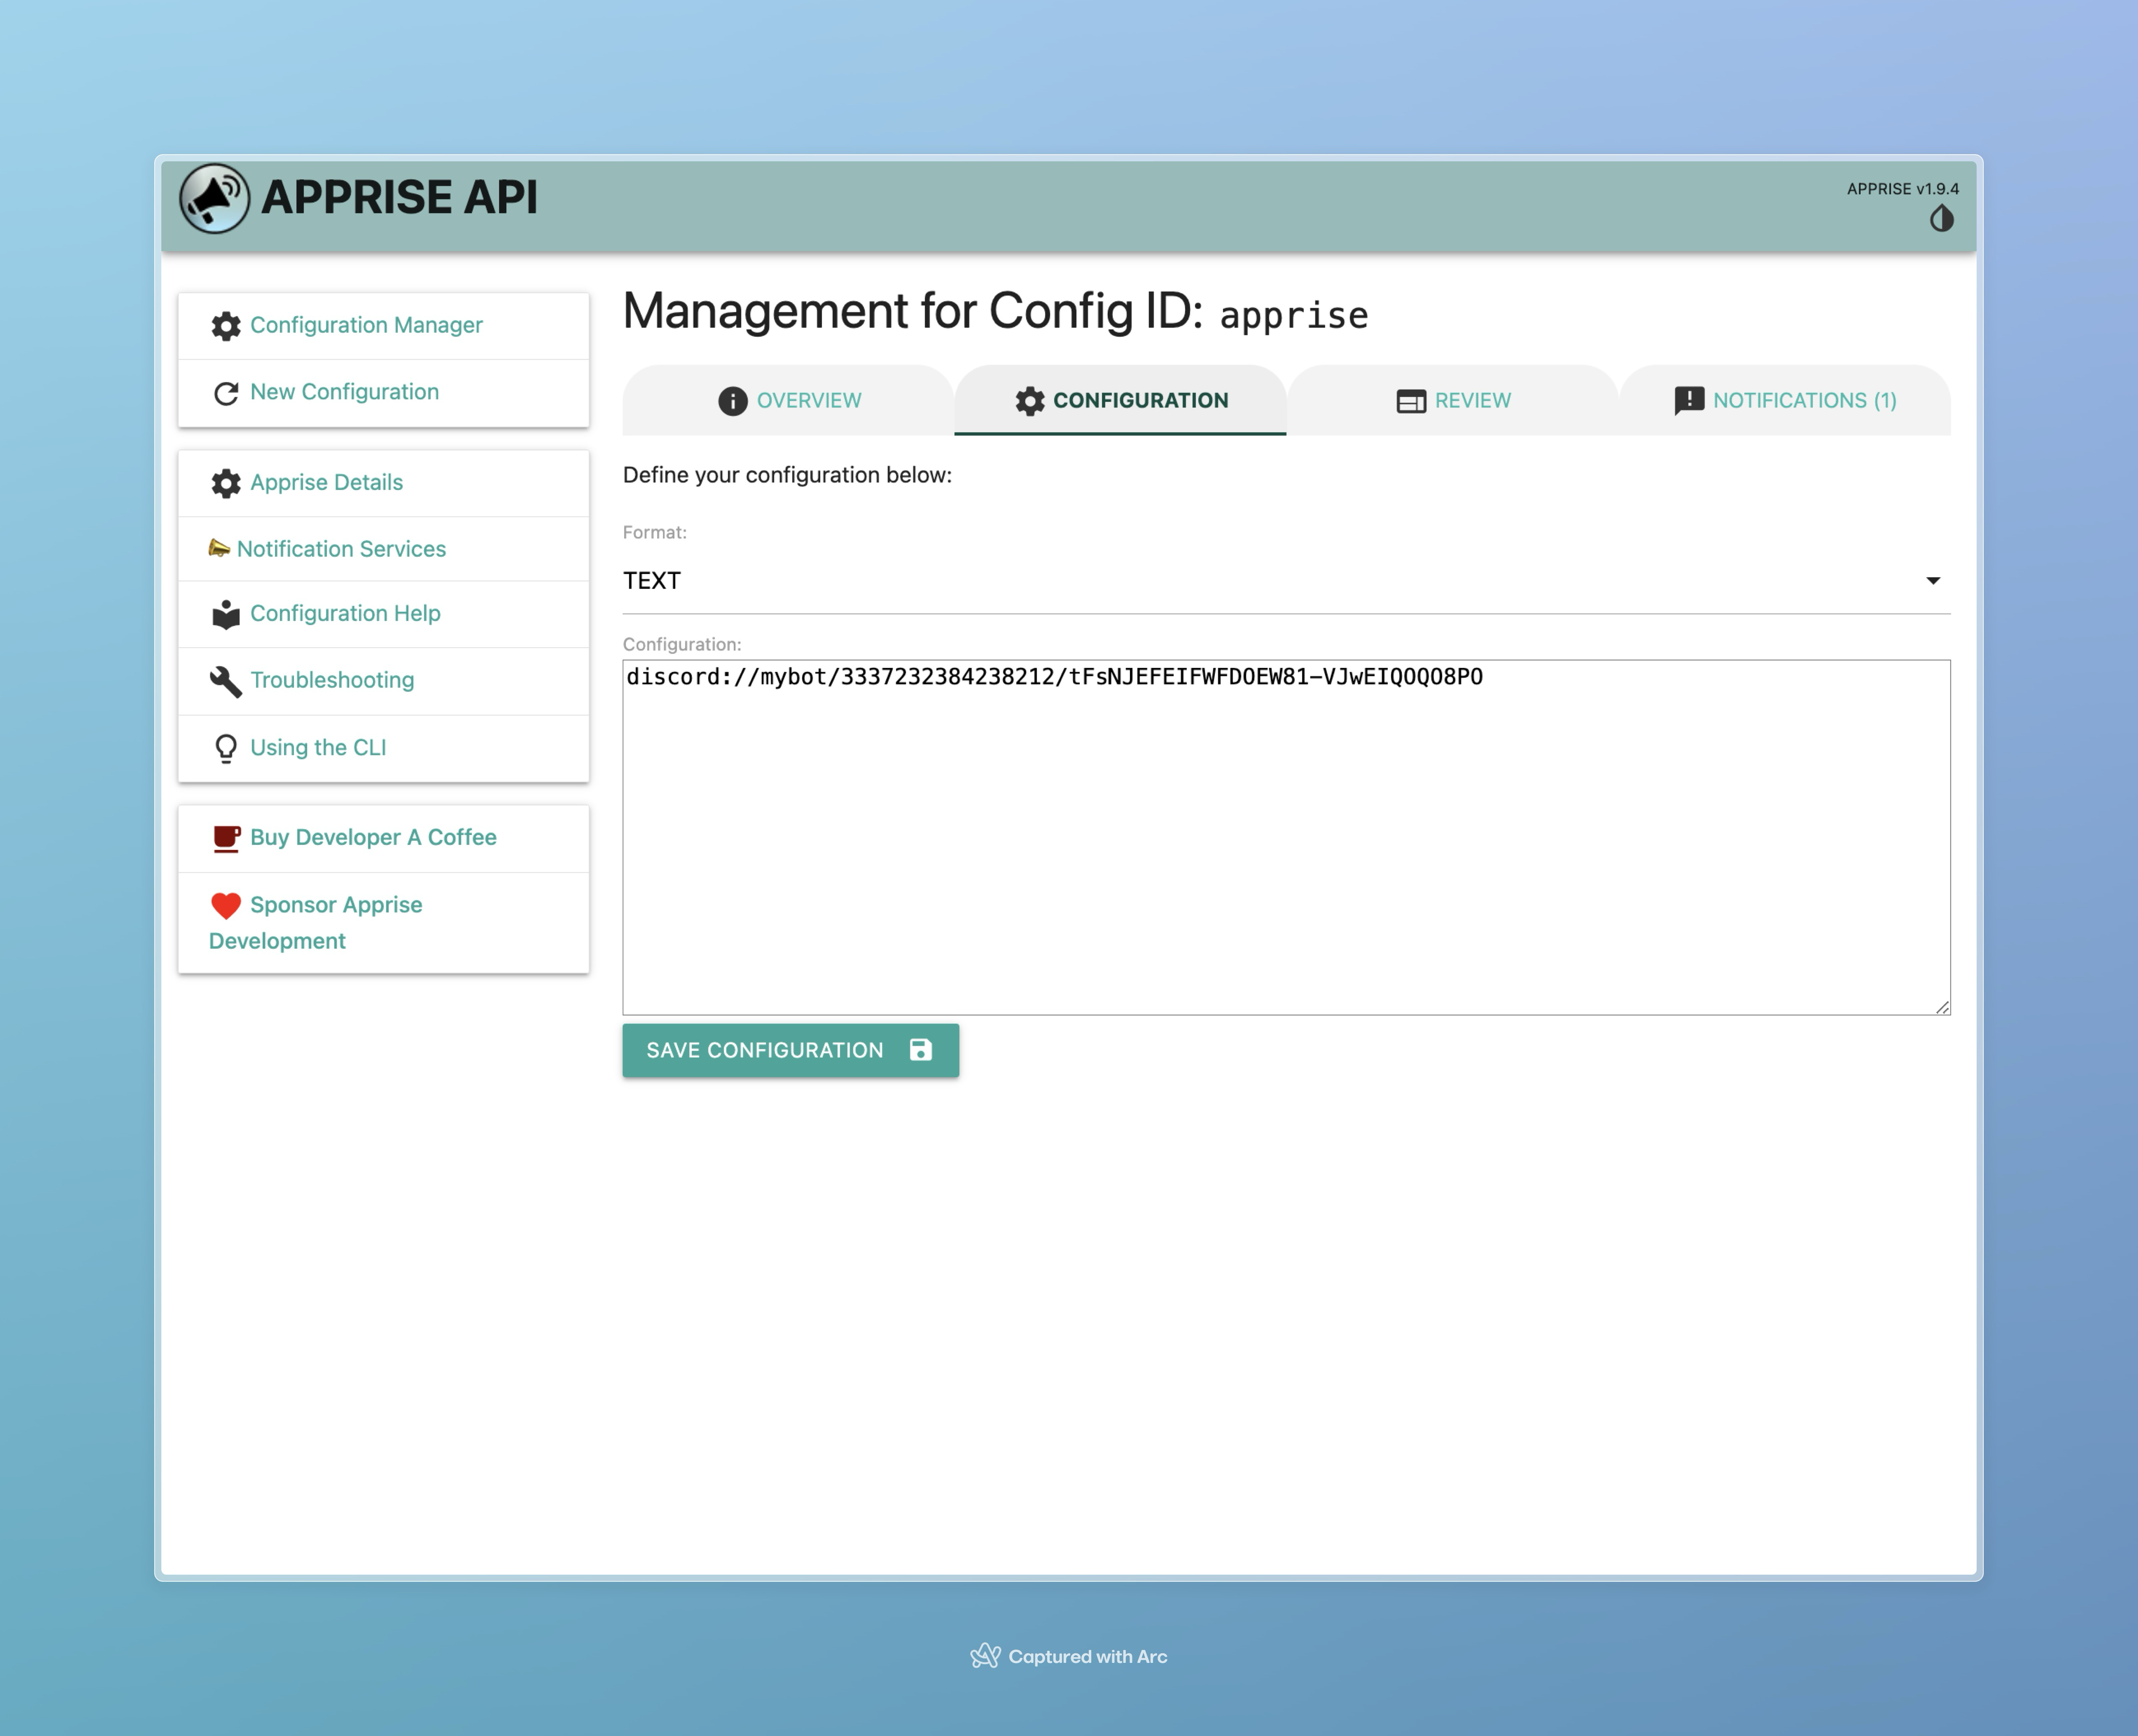 APPRISE API
APPRISE v1.9.4
Configuration Manager
New Configuration
Apprise Details
Notification Services
Configuration Help
Troubleshooting
Using the CLI
Buy Developer A Coffee
Sponsor Apprise
Development
Management for Config ID: apprise
OVERVIEW
CONFIGURATION
REVIEW
NOTIFICATIONS (1)
Define your configuration below:
Format:
TEXT
Configuration:
discord://mybot/3337232384238212/tFsNJEFEIFWFDOEW81-VJwEIQOQO8PO
SAVE CONFIGURATION
Captured with Arc